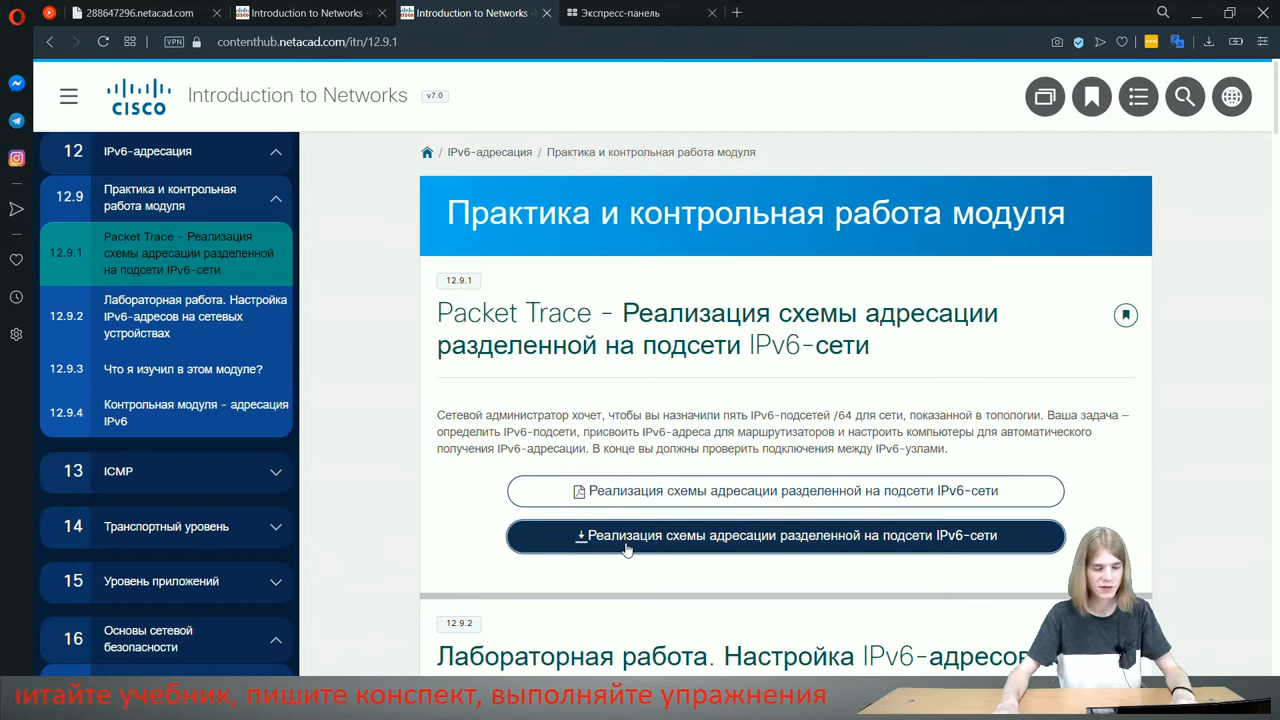 288647296.netacad.com/itn/
Introduction to Networks -
Introduction to Networks -
Экспресс-панель
VPN
contenthub.netacad.com/itn/12.9.1
CISCO
Introduction to Networks
v7.0
12 IPv6-адресация
12.9 Практика и контрольная
работа модуля
12.9.1 Packet Trace - Реализация
схемы адресации разделенной
на подсети IPv6-сети
12.9.2 Лабораторная работа. Настройка
IPv6-адресов на сетевых
устройствах
12.9.3 Что я изучил в этом модуле?
12.9.4 Контрольная модуля - адресация
IPv6
13 ICMP
14 Транспортный уровень
15 Уровень приложений
16 Основы сетевой
безопасности
/ IPv6-адресация / Практика и контрольная работа модуля
Практика и контрольная работа модуля
12.9.1
Packet Trace - Реализация схемы адресации
разделенной на подсети IPv6-сети
Сетевой администратор хочет, чтобы вы назначили пять IPv6-подсетей /64 для сети, показанной в топологии. Ваша задача –
определить IPv6-подсети, присвоить IPv6-адреса для маршрутизаторов и настроить компьютеры для автоматического
получения IPv6-адресации. В конце вы должны проверить подключения между IPv6-узлами.
Реализация схемы адресации разделенной на подсети IPv6-сети
Реализация схемы адресации разделенной на подсети IPv6-сети
12.9.2
Лабораторная работа. Настройка IPv6-адресов
читайте учебник, пишите конспект, выполняйте упражнения